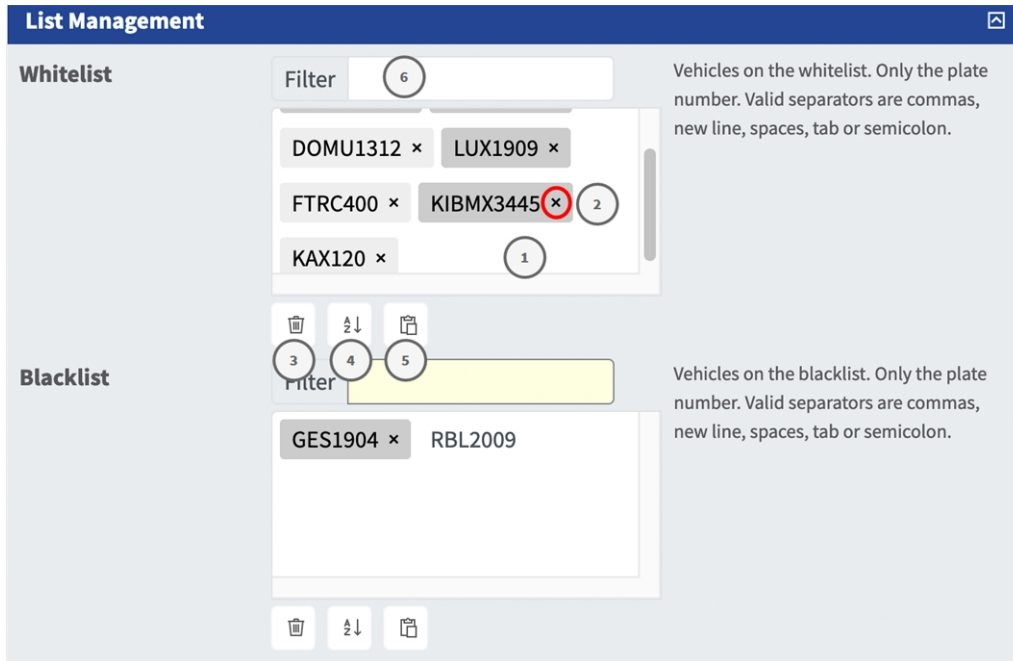 List Management
Whitelist
Filter
6
Vehicles on the whitelist. Only the plate
number. Valid separators are commas,
new line, spaces, tab or semicolon.
DOMU1312 × LUX1909 ×
FTRC400 × KIBMX3445 × 2
KAX120 × 1
3 4 5
Blacklist
Filter
Vehicles on the blacklist. Only the plate
number. Valid separators are commas,
new line, spaces, tab or semicolon.
GES1904 × RBL2009